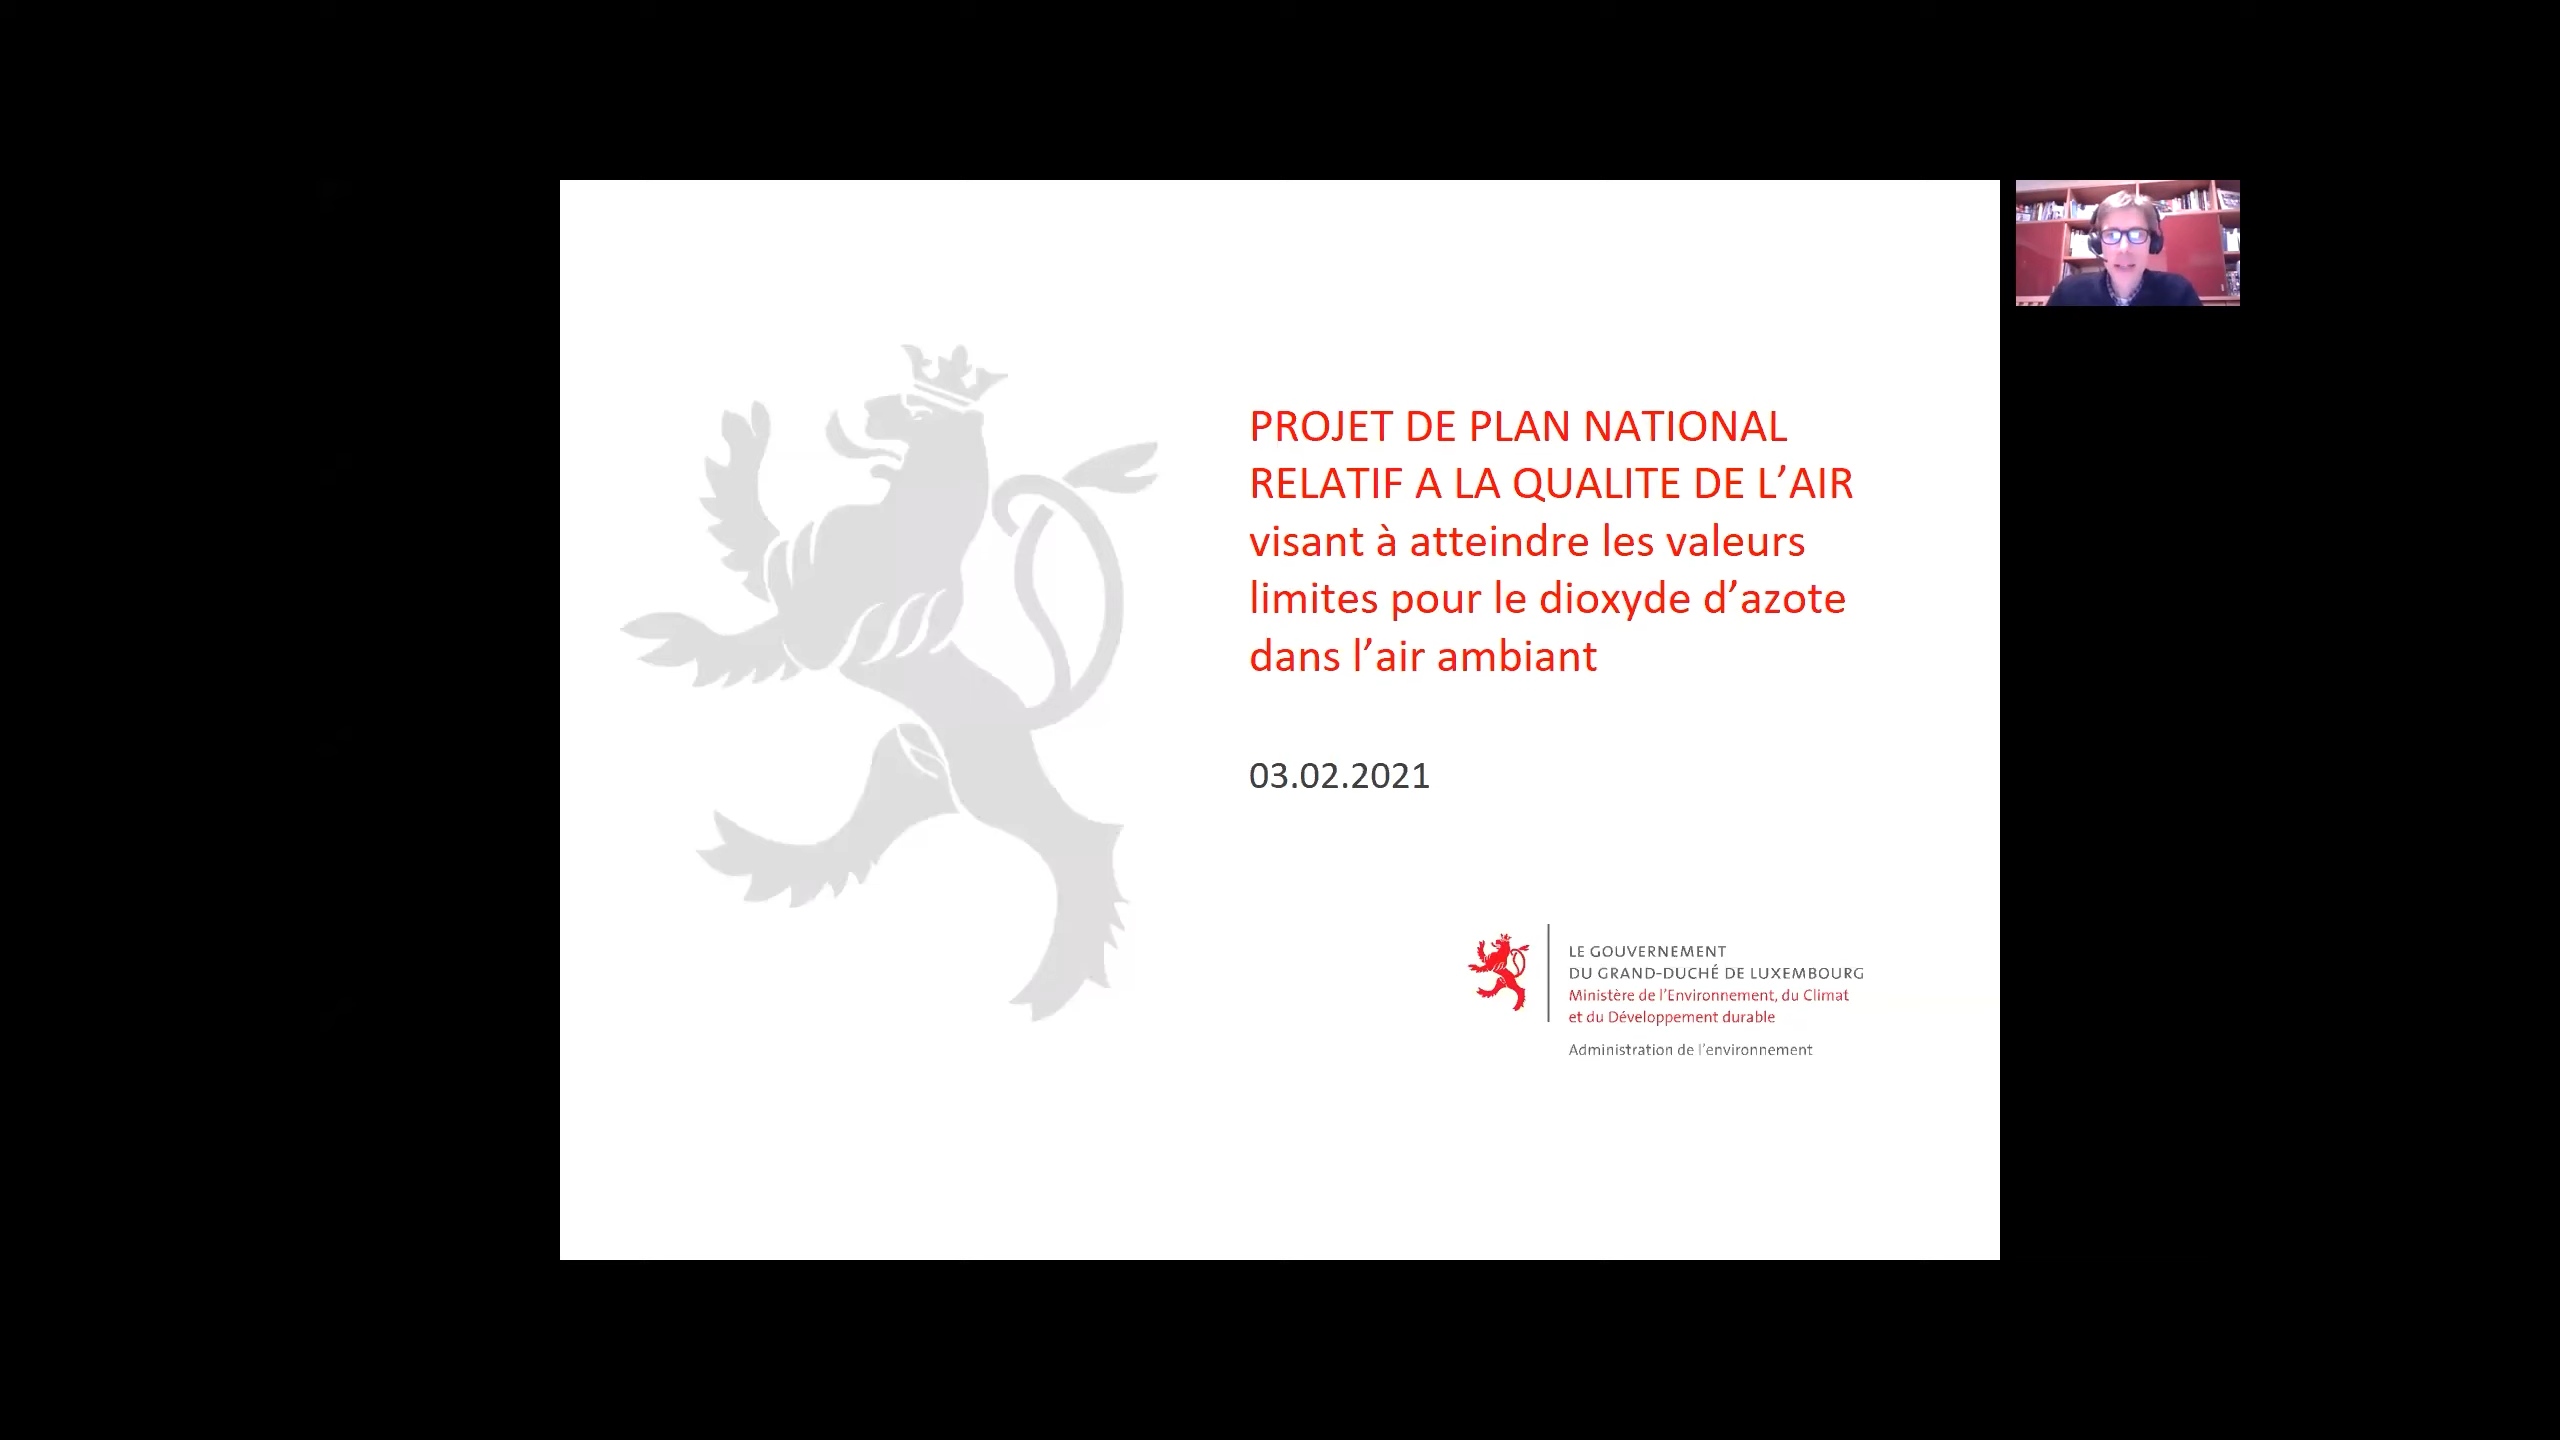 PROJET DE PLAN NATIONAL
RELATIF A LA QUALITE DE L’AIR
visant à atteindre les valeurs
limites pour le dioxyde d’azote
dans l’air ambiant
03.02.2021
LE GOUVERNEMENT
DU GRAND-DUCHÉ DE LUXEMBOURG
Ministère de l’Environnement, du Climat
et du Développement durable
Administration de l’environnement